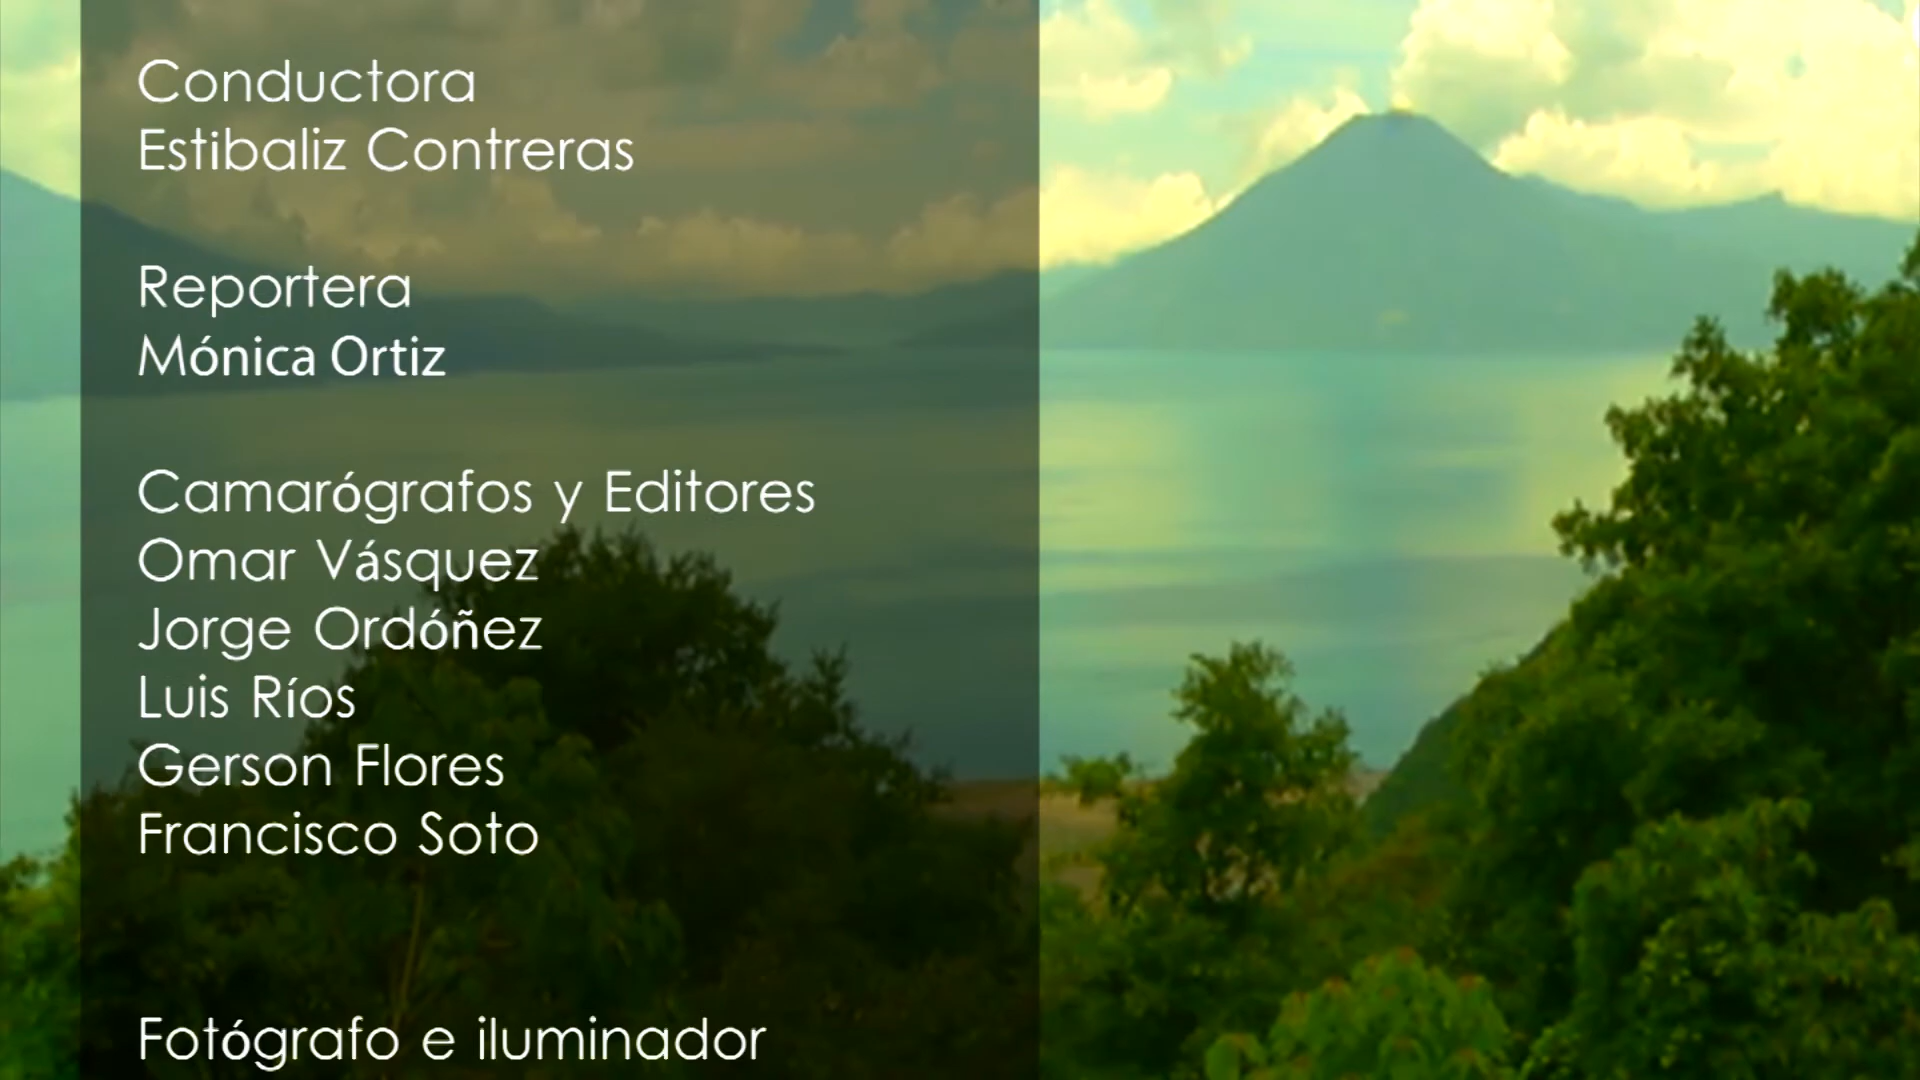 Conductora
Estibaliz Contreras
Reportera
Mónica Ortiz
Camarógrafos y Editores
Omar Vásquez
Jorge Ordóñez
Luis Ríos
Gerson Flores
Francisco Soto
Fotógrafo e iluminador